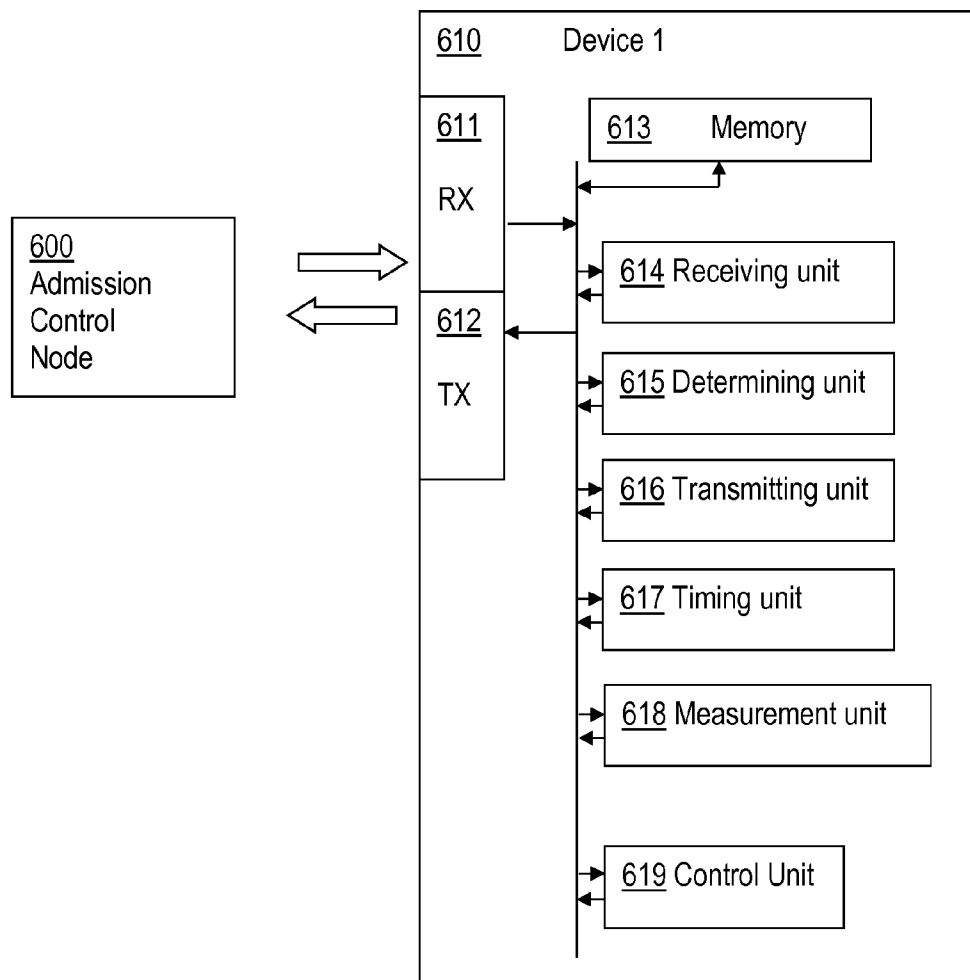 610 Device 1
611
RX
613 Memory
600
Admission
Control
Node
614 Receiving unit
612
TX
615 Determining unit
616 Transmitting unit
617 Timing unit
618 Measurement unit
619 Control Unit